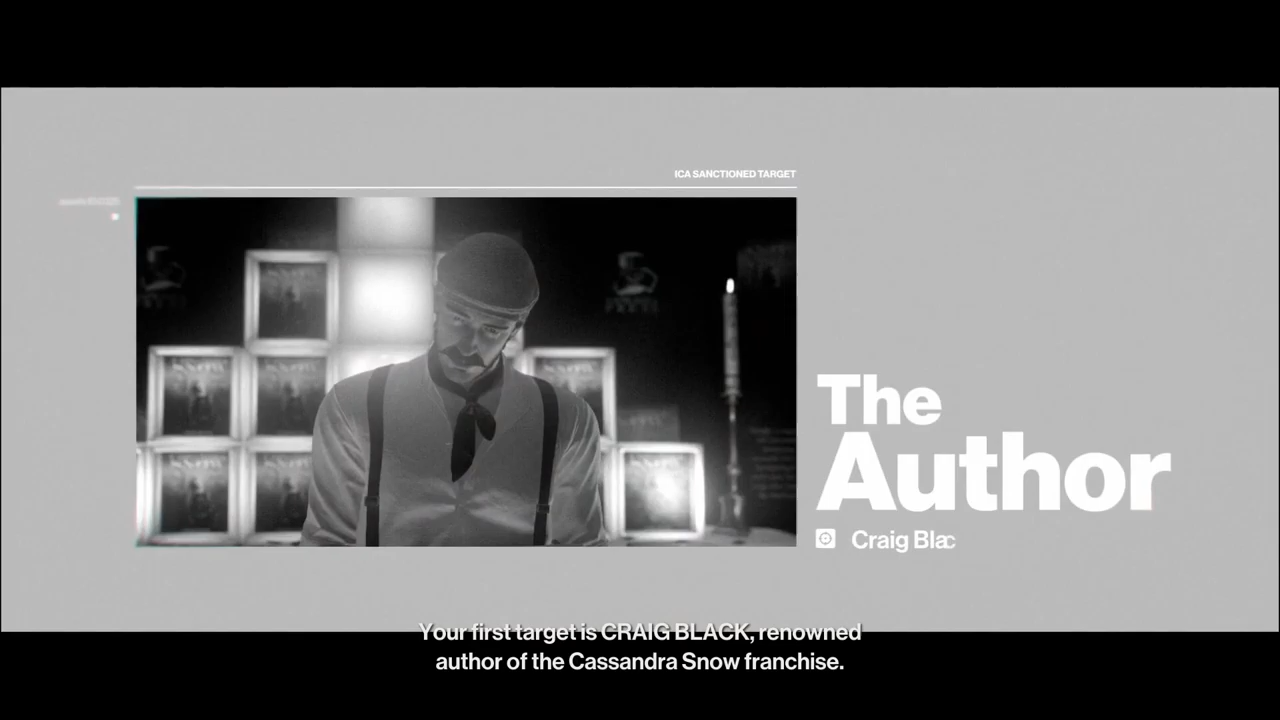 ICA SANCTIONED TARGET
The
Author
Craig Blac
Your first target is CRAIG BLACK, renowned
author of the Cassandra Snow franchise.